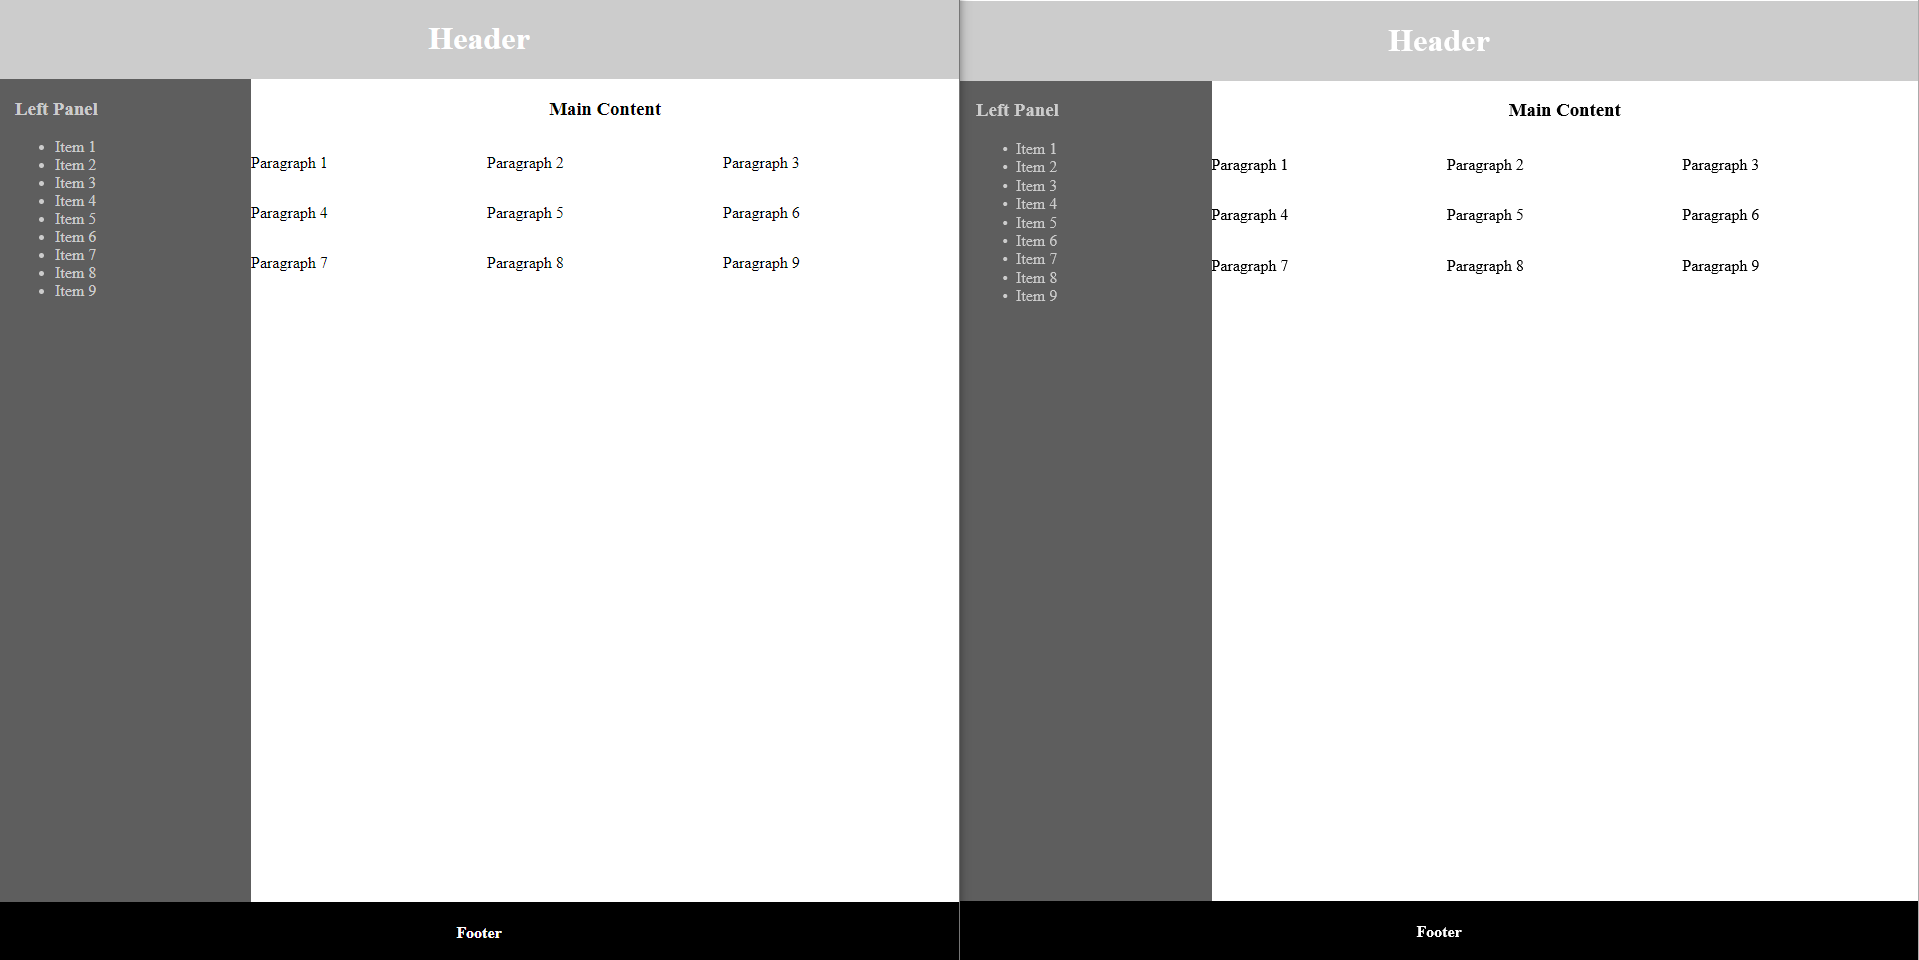 Header
Left Panel
Item 1
Item 2
Item 3
Item 4
Item 5
Item 6
Item 7
Item 8
Item 9
Main Content
Paragraph 1 Paragraph 2 Paragraph 3
Paragraph 4 Paragraph 5 Paragraph 6
Paragraph 7 Paragraph 8 Paragraph 9
Footer
Header
Left Panel
Item 1
Item 2
Item 3
Item 4
Item 5
Item 6
Item 7
Item 8
Item 9
Main Content
Paragraph 1 Paragraph 2 Paragraph 3
Paragraph 4 Paragraph 5 Paragraph 6
Paragraph 7 Paragraph 8 Paragraph 9
Footer